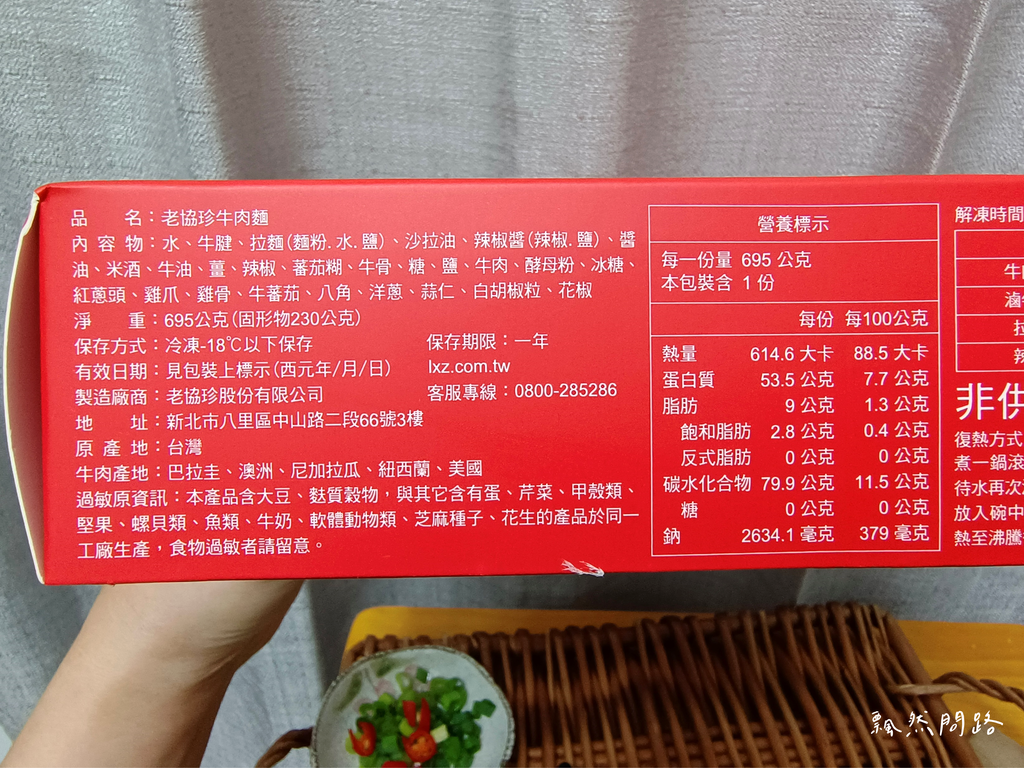 品　　名：老協珍牛肉麵
內 容 物：水、牛腱、拉麵(麵粉.水.鹽)、沙拉油、辣椒醬(辣椒.鹽)、醬
油、米酒、牛油、薑、辣椒、蕃茄糊、牛骨、糖、鹽、牛肉、酵母粉、冰糖、
紅蔥頭、雞爪、雞骨、牛蕃茄、八角、洋蔥、蒜仁、白胡椒粒、花椒
淨　　重：695公克(固形物230公克)
保存方式：冷凍-18℃以下保存
保存期限：一年
有效日期：見包裝上標示(西元年/月/日)
lxz.com.tw
製造廠商：老協珍股份有限公司
客服專線：0800-285286
地　　址：新北市八里區中山路二段66號3樓
原 產 地：台灣
牛肉產地：巴拉圭、澳洲、尼加拉瓜、紐西蘭、美國
過敏原資訊：本產品含大豆、麩質穀物，與其它含有蛋、芹菜、甲殼類、
堅果、螺貝類、魚類、牛奶、軟體動物類、芝麻種子、花生的產品於同一
工廠生產，食物過敏者請留意。
營養標示
每一份量 695 公克
本包裝含 1 份
每份 每100公克
熱量 614.6 大卡 88.5 大卡
蛋白質 53.5 公克 7.7 公克
脂肪 9 公克 1.3 公克
飽和脂肪 2.8 公克 0.4 公克
反式脂肪 0 公克 0 公克
碳水化合物 79.9 公克 11.5 公克
糖 0 公克 0 公克
鈉 2634.1 毫克 379 毫克
解凍時間
牛
滷
拉
辣
非供
復熱方式
煮一鍋滾
待水再次
放入碗中
熱至沸騰
飄然問路